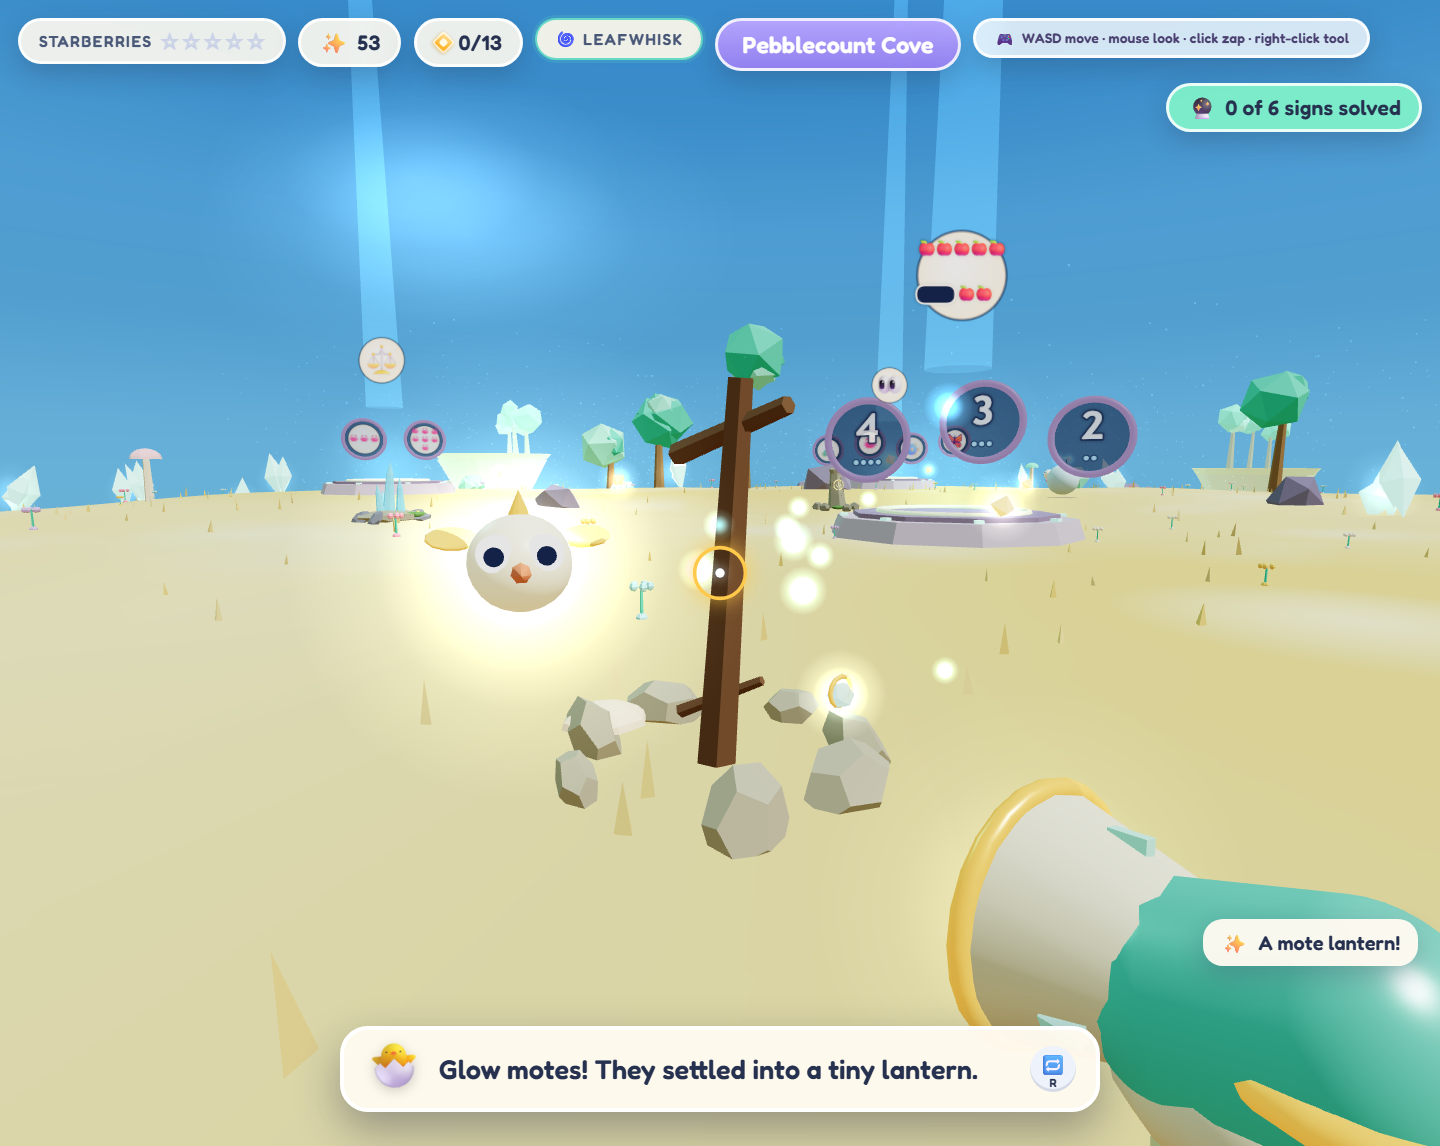 STARBERRIES
53
0/13
LEAFWHISK
Pebblecount Cove
WASD move · mouse look · click zap · right-click tool
0 of 6 signs solved
4
3
2
A mote lantern!
Glow motes! They settled into a tiny lantern.
R